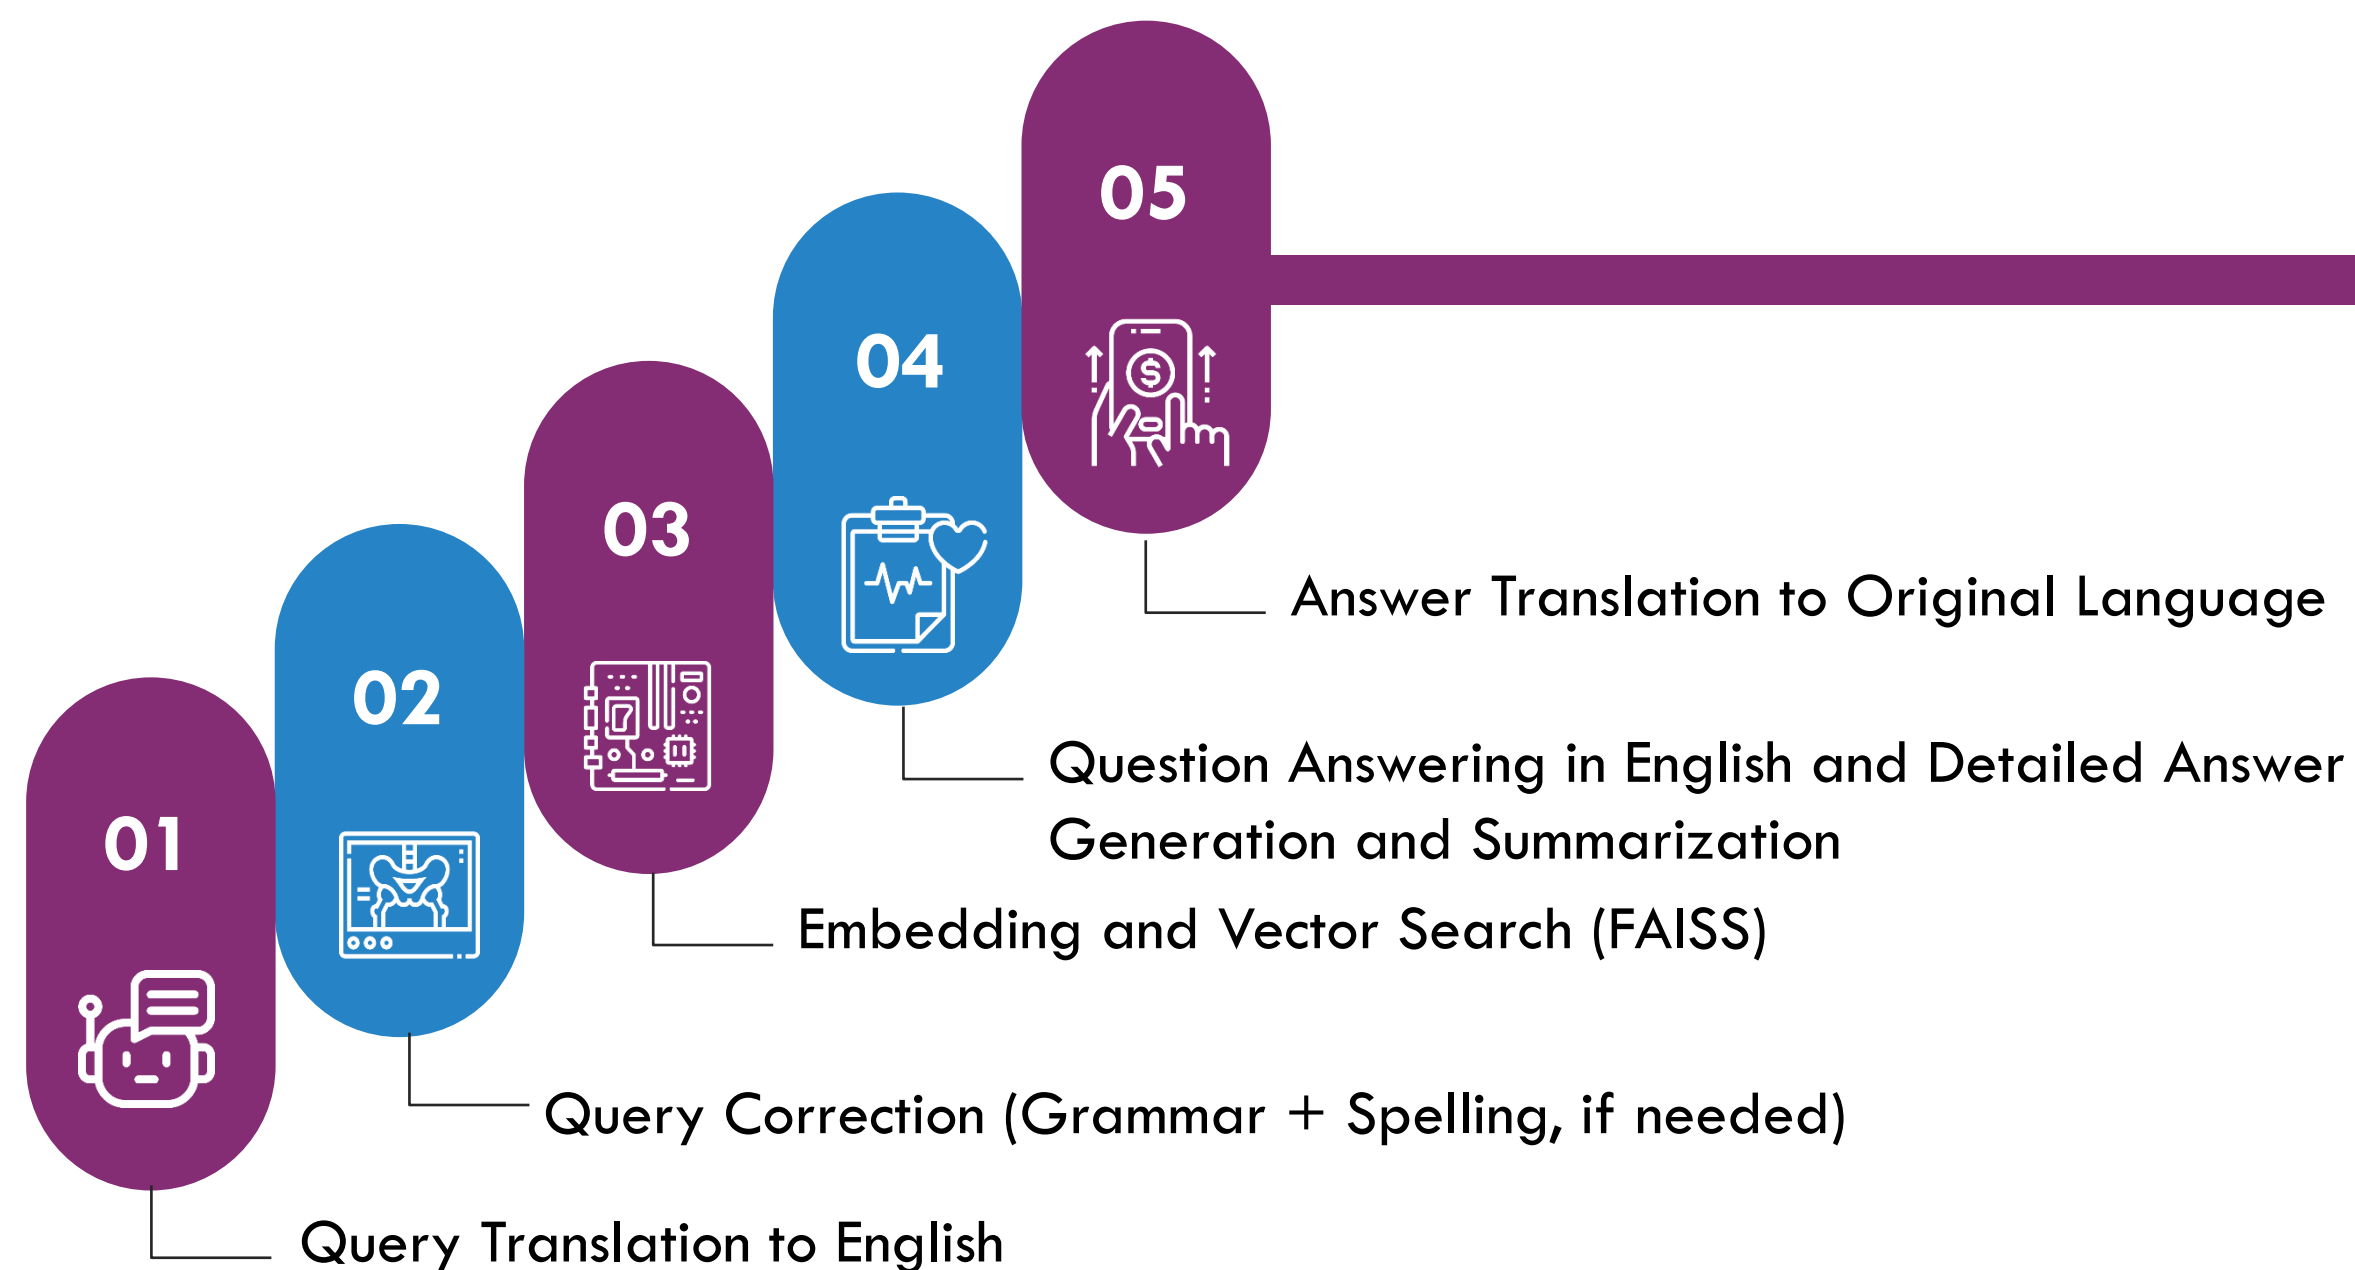 05
Answer Translation to Original Language
04
Question Answering in English and Detailed Answer
Generation and Summarization
03
Embedding and Vector Search (FAISS)
02
Query Correction (Grammar + Spelling, if needed)
01
Query Translation to English
$